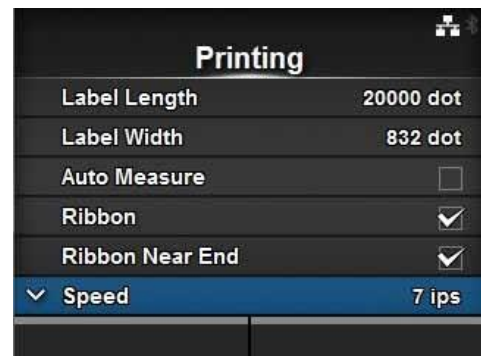 Printing
Label Length 20000 dot
Label Width 832 dot
Auto Measure
Ribbon
Ribbon Near End
Speed 7 ips